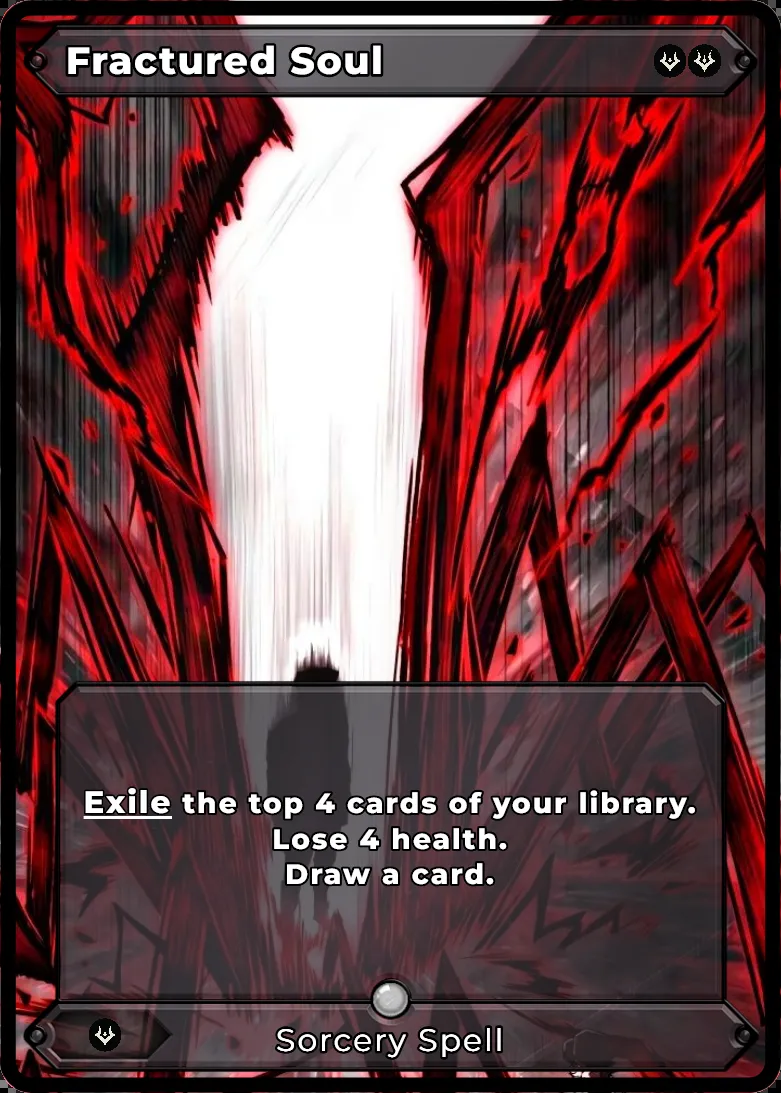 Fractured Soul
Exile the top 4 cards of your library.
Lose 4 health.
Draw a card.
Sorcery Spell